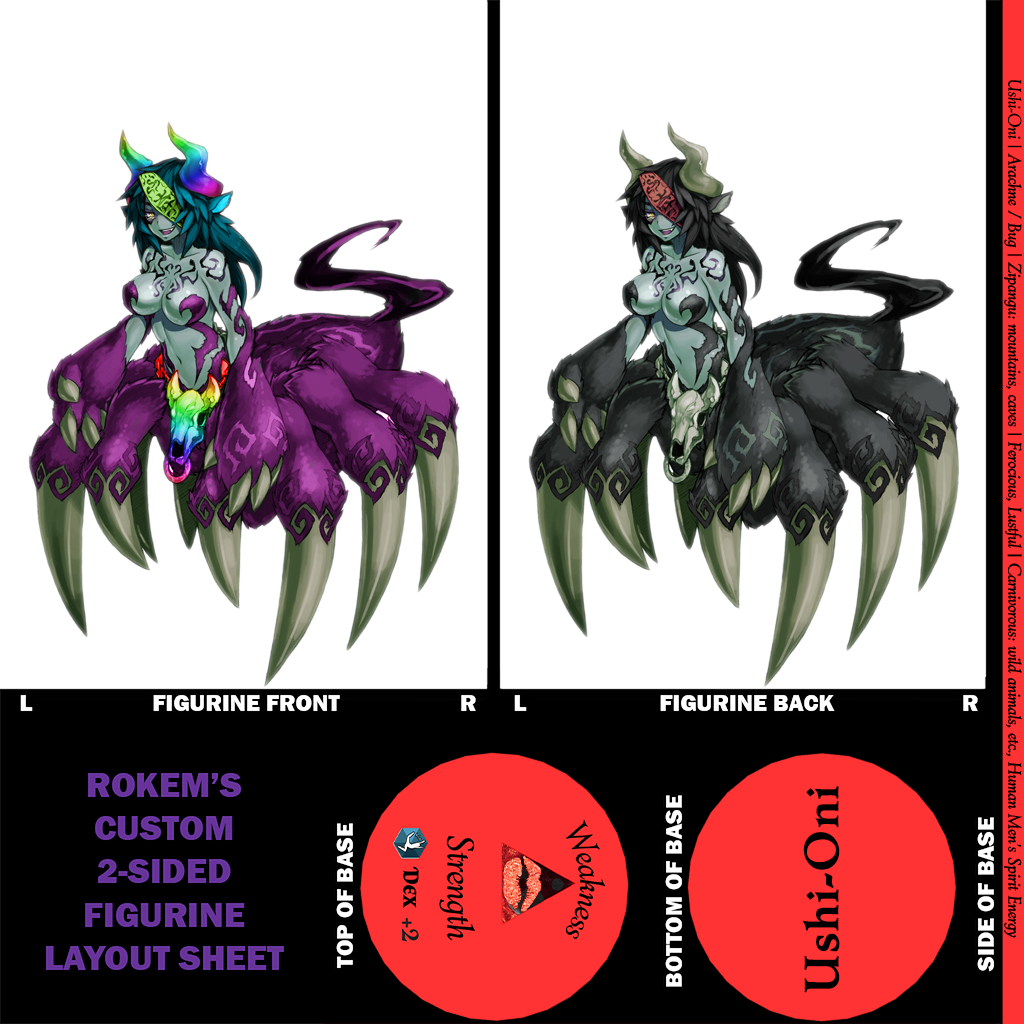 L
FIGURINE FRONT
R
L
FIGURINE BACK
R
ROKEM'S
CUSTOM
2-SIDED
FIGURINE
LAYOUT SHEET
TOP OF BASE
Weakness
Strength
DEX +2
BOTTOM OF BASE
Ushi-Oni
SIDE OF BASE
Ushi-Oni | Arachne / Bug | Zipangu: mountains, caves | Ferocious, Lustful | Carnivorous: wild animals, etc., Human Men's Spirit Energy